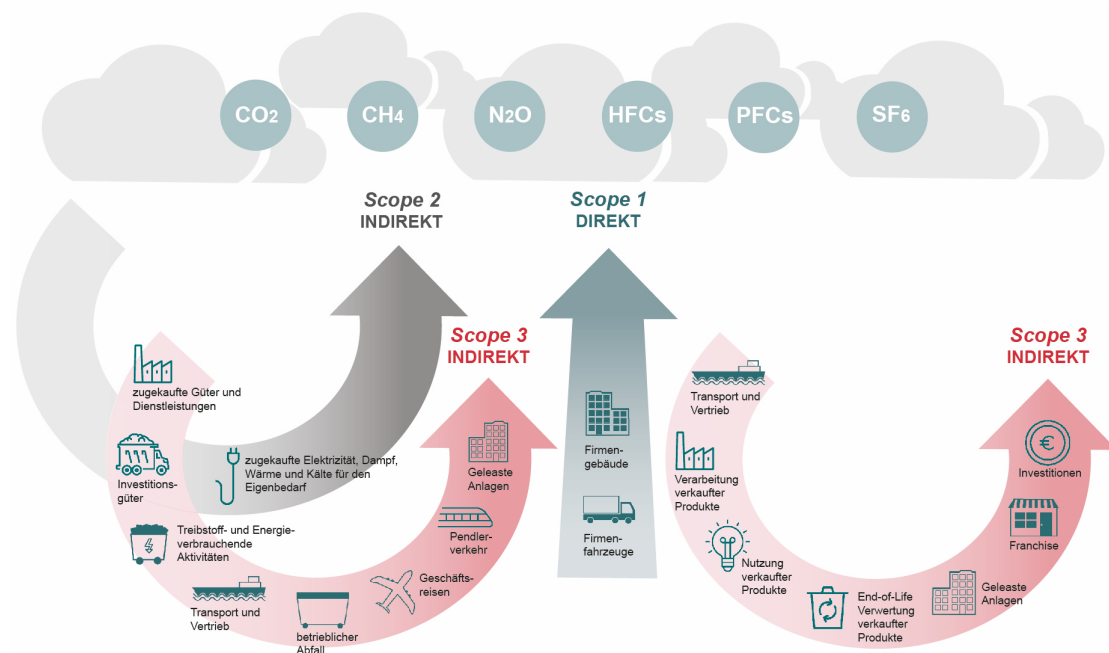 CO2
CH4
N2O
HFCs
PFCs
SF6
Scope 2
INDIREKT
Scope 1
DIREKT
Scope 3
INDIREKT
Scope 3
INDIREKT
zugekaufte Güter und
Dienstleistungen
Investitions-
güter
zugekaufte Elektrizität, Dampf,
Wärme und Kälte für den
Eigenbedarf
Treibstoff- und Energie-
verbrauchende
Aktivitäten
Transport und
Vertrieb
betrieblicher
Abfall
Geschäfts-
reisen
Pendler-
verkehr
Geleaste
Anlagen
Firmen-
gebäude
Firmen-
fahrzeuge
Transport und
Vertrieb
Verarbeitung
verkaufter
Produkte
Nutzung
verkaufter
Produkte
End-of-Life
Verwertung
verkaufter
Produkte
Geleaste
Anlagen
Franchise
€
Investitionen